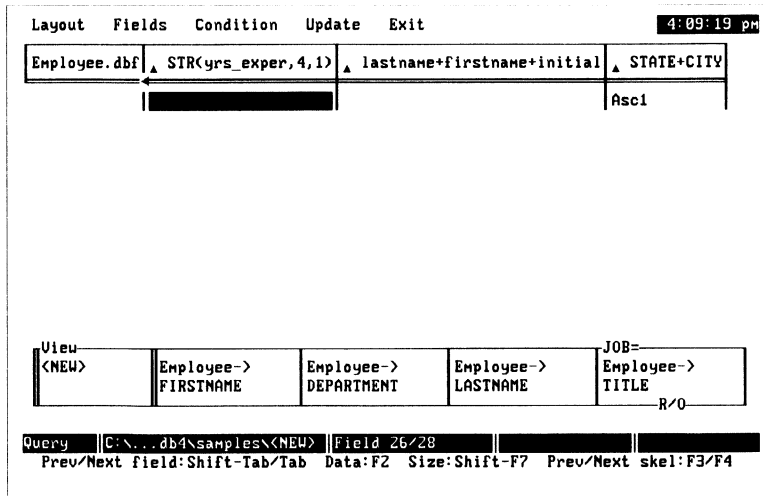 Layout Fields Condition Update Exit 4:09:19 pm
Employee.dbf ▲ STR(yrs_exper,4,1) ▲ lastname+firstname+initial ▲ STATE+CITY
Asc1
View JOB=
<NEW> Employee-> Employee-> Employee-> Employee->
FIRSTNAME DEPARTMENT LASTNAME TITLE
R/O
Query C:\...db4\samples\<NEW> Field 26/28
Prev/Next field:Shift-Tab/Tab Data:F2 Size:Shift-F7 Prev/Next skel:F3/F4